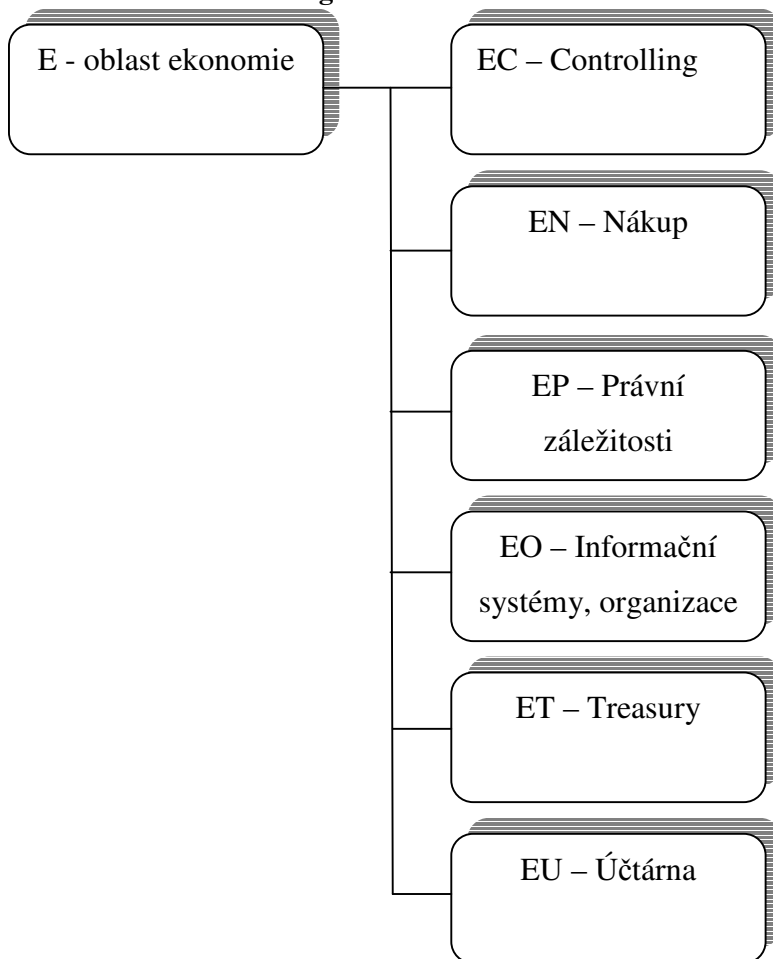 E - oblast ekonomie
EC – Controlling
EN – Nákup
EP – Právní
záležitosti
EO – Informační
systémy, organizace
ET – Treasury
EU – Účtárna